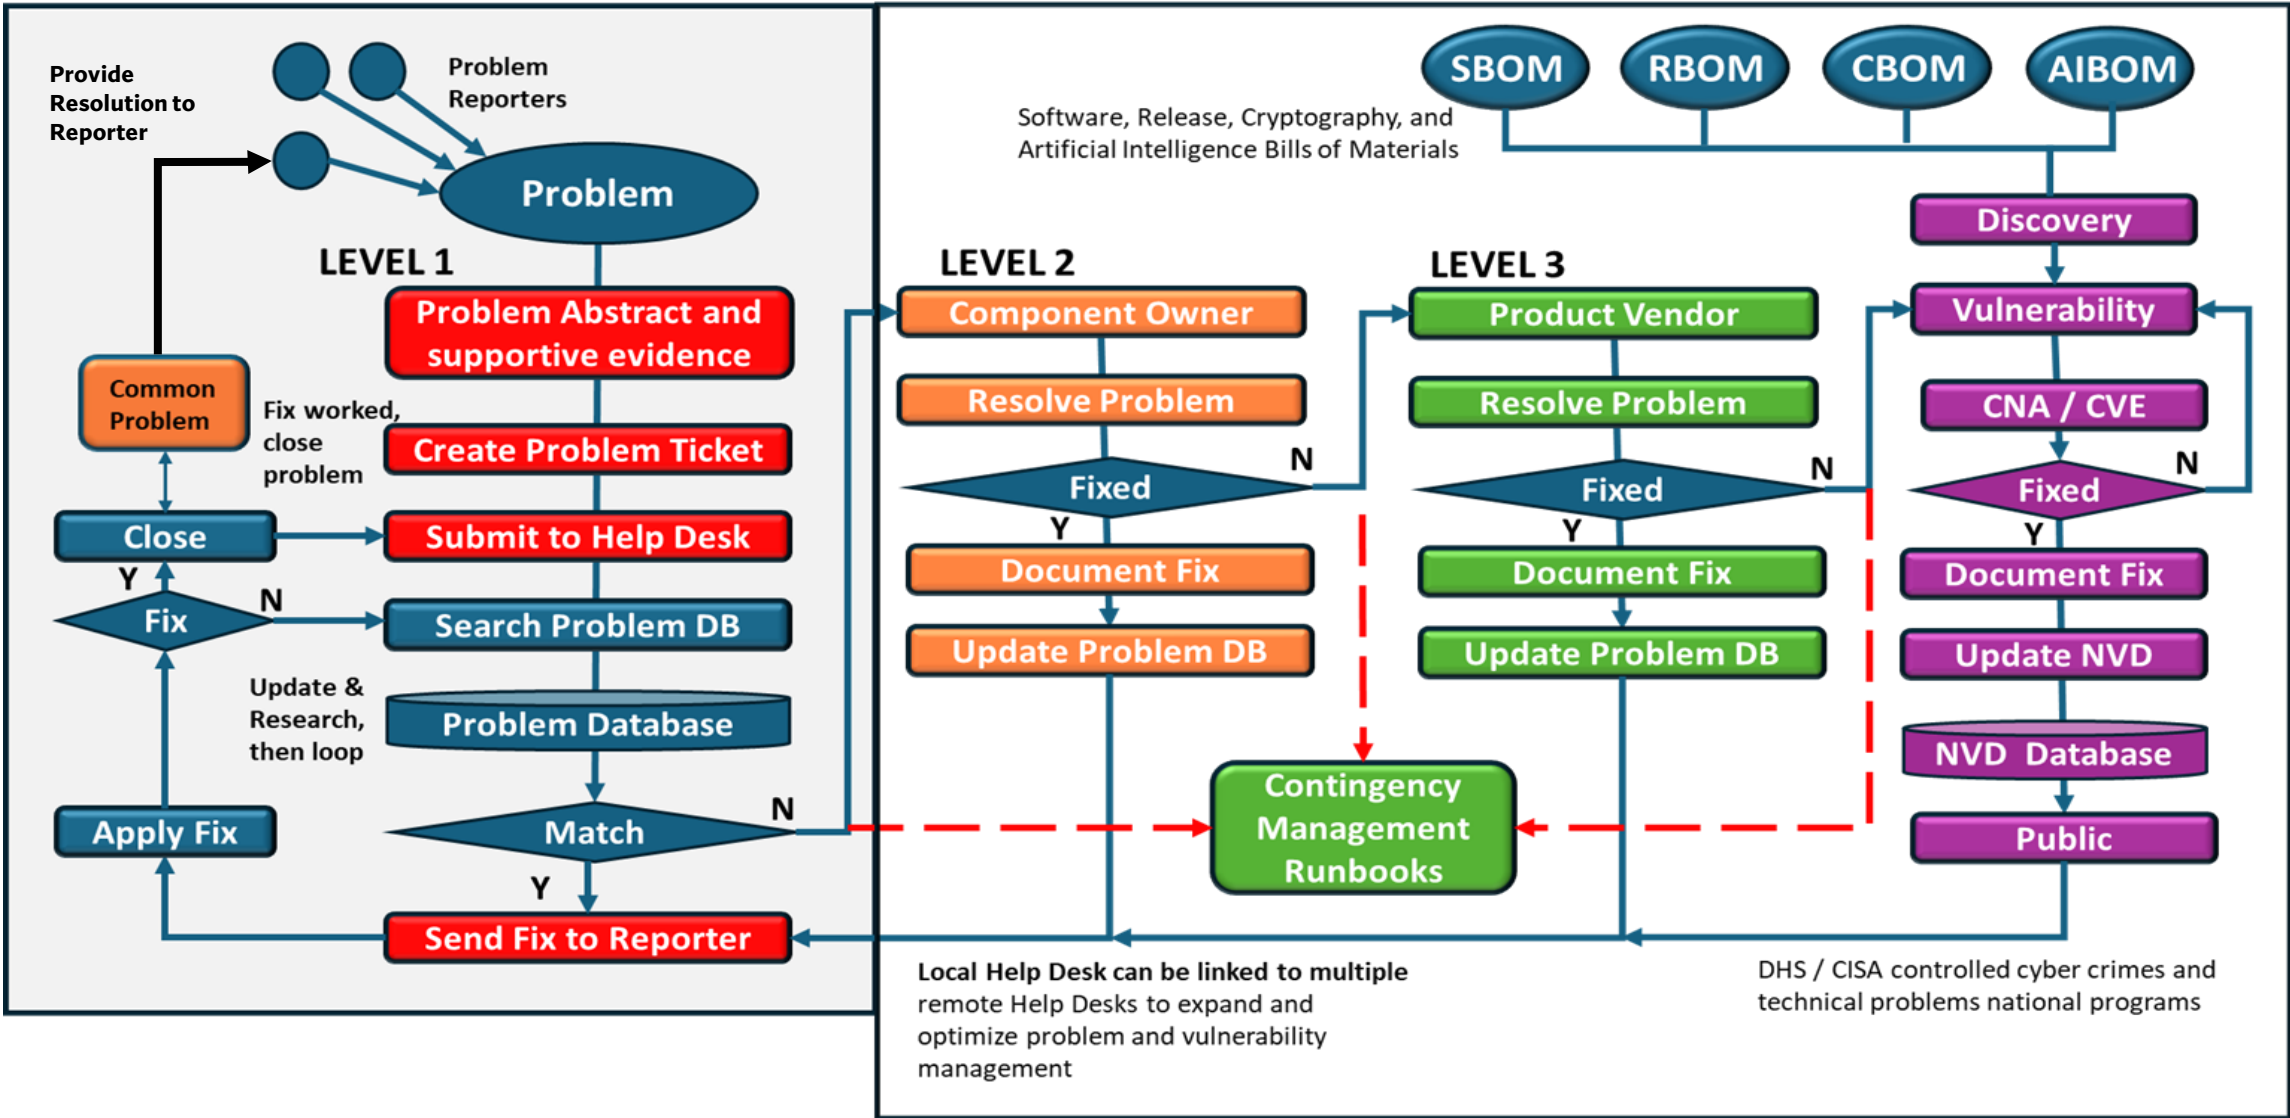 Provide
Resolution to
Reporter
Problem
Reporters
Problem
LEVEL 1
Problem Abstract and
supportive evidence
Common
Problem
Fix worked,
close
problem
Create Problem Ticket
Close
Submit to Help Desk
Y
N
Fix
Search Problem DB
Update &
Research,
then loop
Problem Database
Apply Fix
Match
N
Y
Send Fix to Reporter
SBOM
RBOM
CBOM
AIBOM
Software, Release, Cryptography, and
Artificial Intelligence Bills of Materials
LEVEL 2
Component Owner
Resolve Problem
N
Fixed
Y
Document Fix
Update Problem DB
LEVEL 3
Product Vendor
Resolve Problem
N
Fixed
Y
Document Fix
Update Problem DB
Contingency
Management
Runbooks
Discovery
Vulnerability
CNA / CVE
N
Fixed
Y
Document Fix
Update NVD
NVD Database
Public
Local Help Desk can be linked to multiple
remote Help Desks to expand and
optimize problem and vulnerability
management
DHS / CISA controlled cyber crimes and
technical problems national programs